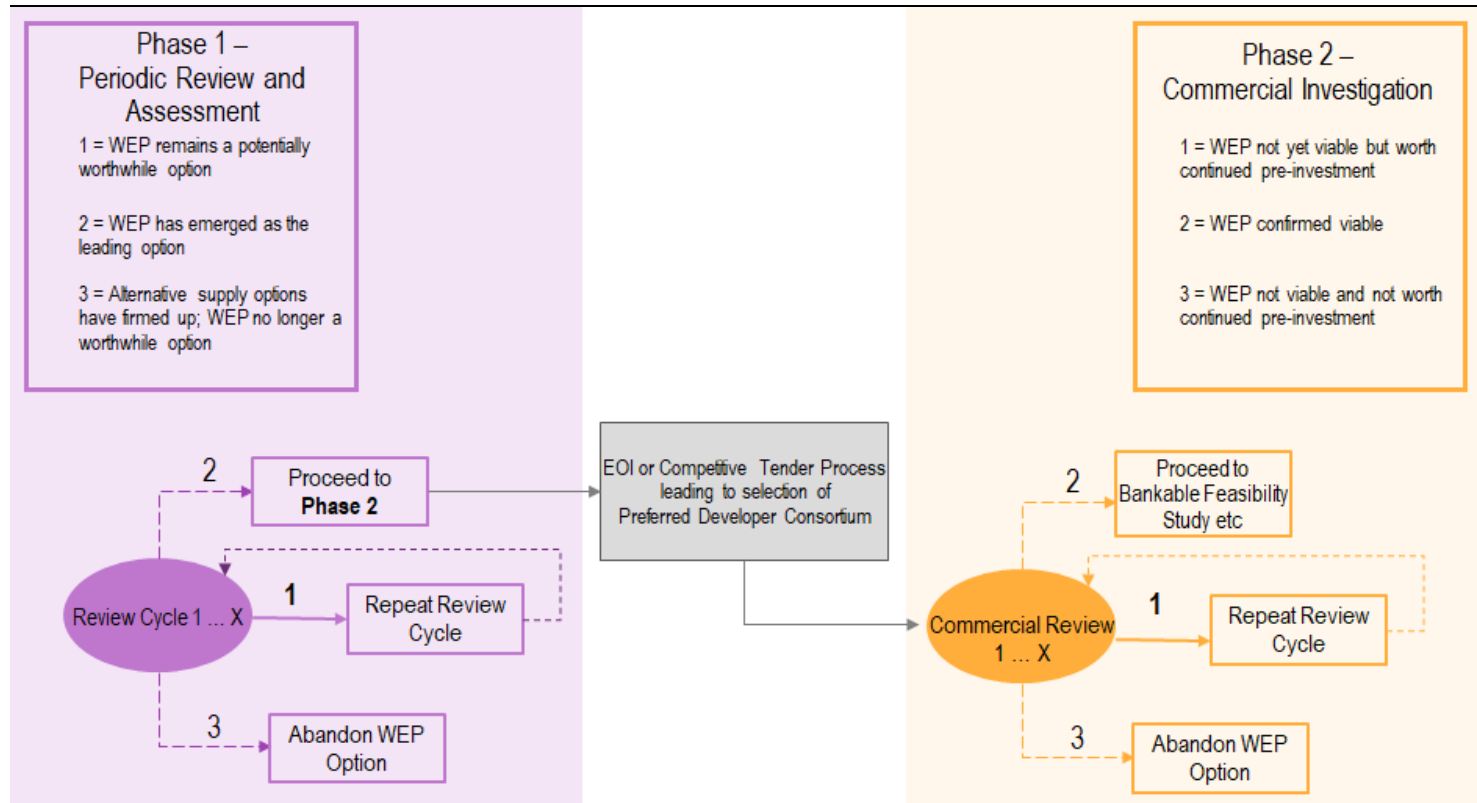 Phase 1 –
Periodic Review and
Assessment
1 = WEP remains a potentially
worthwhile option
2 = WEP has emerged as the
leading option
3 = Alternative supply options
have firmed up; WEP no longer a
worthwhile option
Phase 2 –
Commercial Investigation
1 = WEP not yet viable but worth
continued pre-investment
2 = WEP confirmed viable
3 = WEP not viable and not worth
continued pre-investment
2
Proceed to
Phase 2
Review Cycle 1 ... X
1
Repeat Review
Cycle
3
Abandon WEP
Option
EOI or Competitive Tender Process
leading to selection of
Preferred Developer Consortium
2
Proceed to
Bankable Feasibility
Study etc
Commercial Review
1 ... X
1
Repeat Review
Cycle
3
Abandon WEP
Option